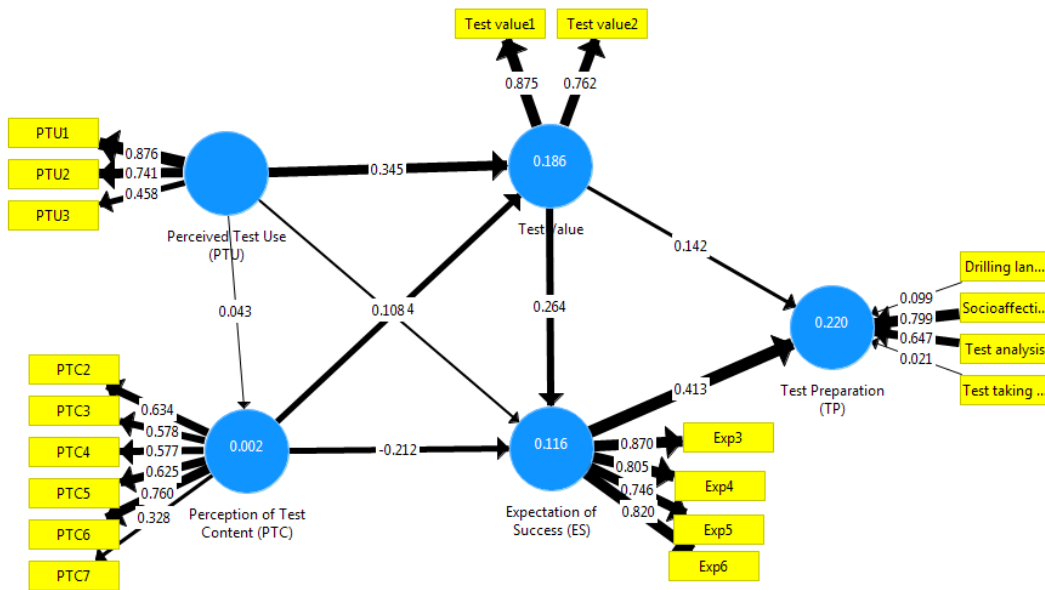 Test value1
Test value2
0.875
0.762
PTU1
PTU2
PTU3
0.876
0.741
0.458
0.345
0.186
Perceived Test Use
(PTU)
Test Value
0.142
0.043
0.108
4
0.264
0.220
Drilling lan...
Socioaffecti...
Test analysis
Test taking ...
0.099
0.799
0.647
0.021
Test Preparation
(TP)
0.413
PTC2
PTC3
PTC4
PTC5
PTC6
PTC7
0.634
0.578
0.577
0.625
0.760
0.328
0.002
-0.212
0.116
Perception of Test
Content (PTC)
Expectation of
Success (ES)
0.870
0.805
0.746
0.820
Exp3
Exp4
Exp5
Exp6